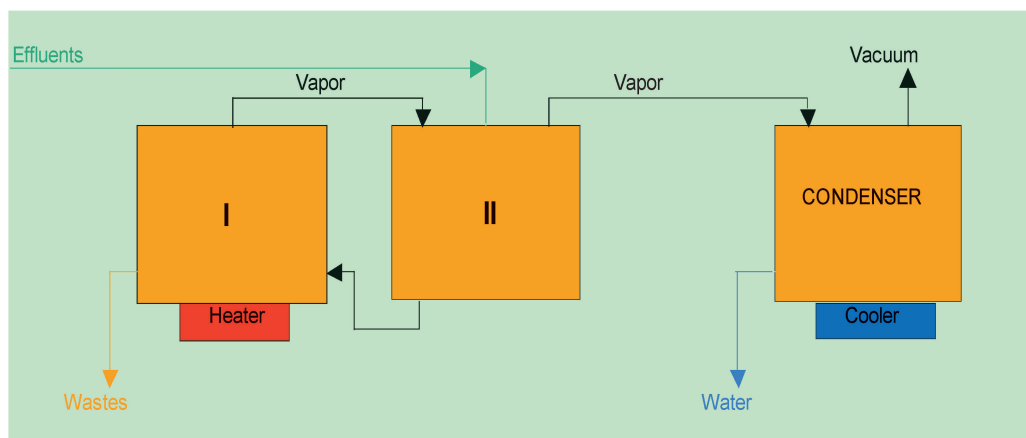 Effluents
Vacuum
Vapor
Vapor
I
II
CONDENSER
Heater
Cooler
Wastes
Water